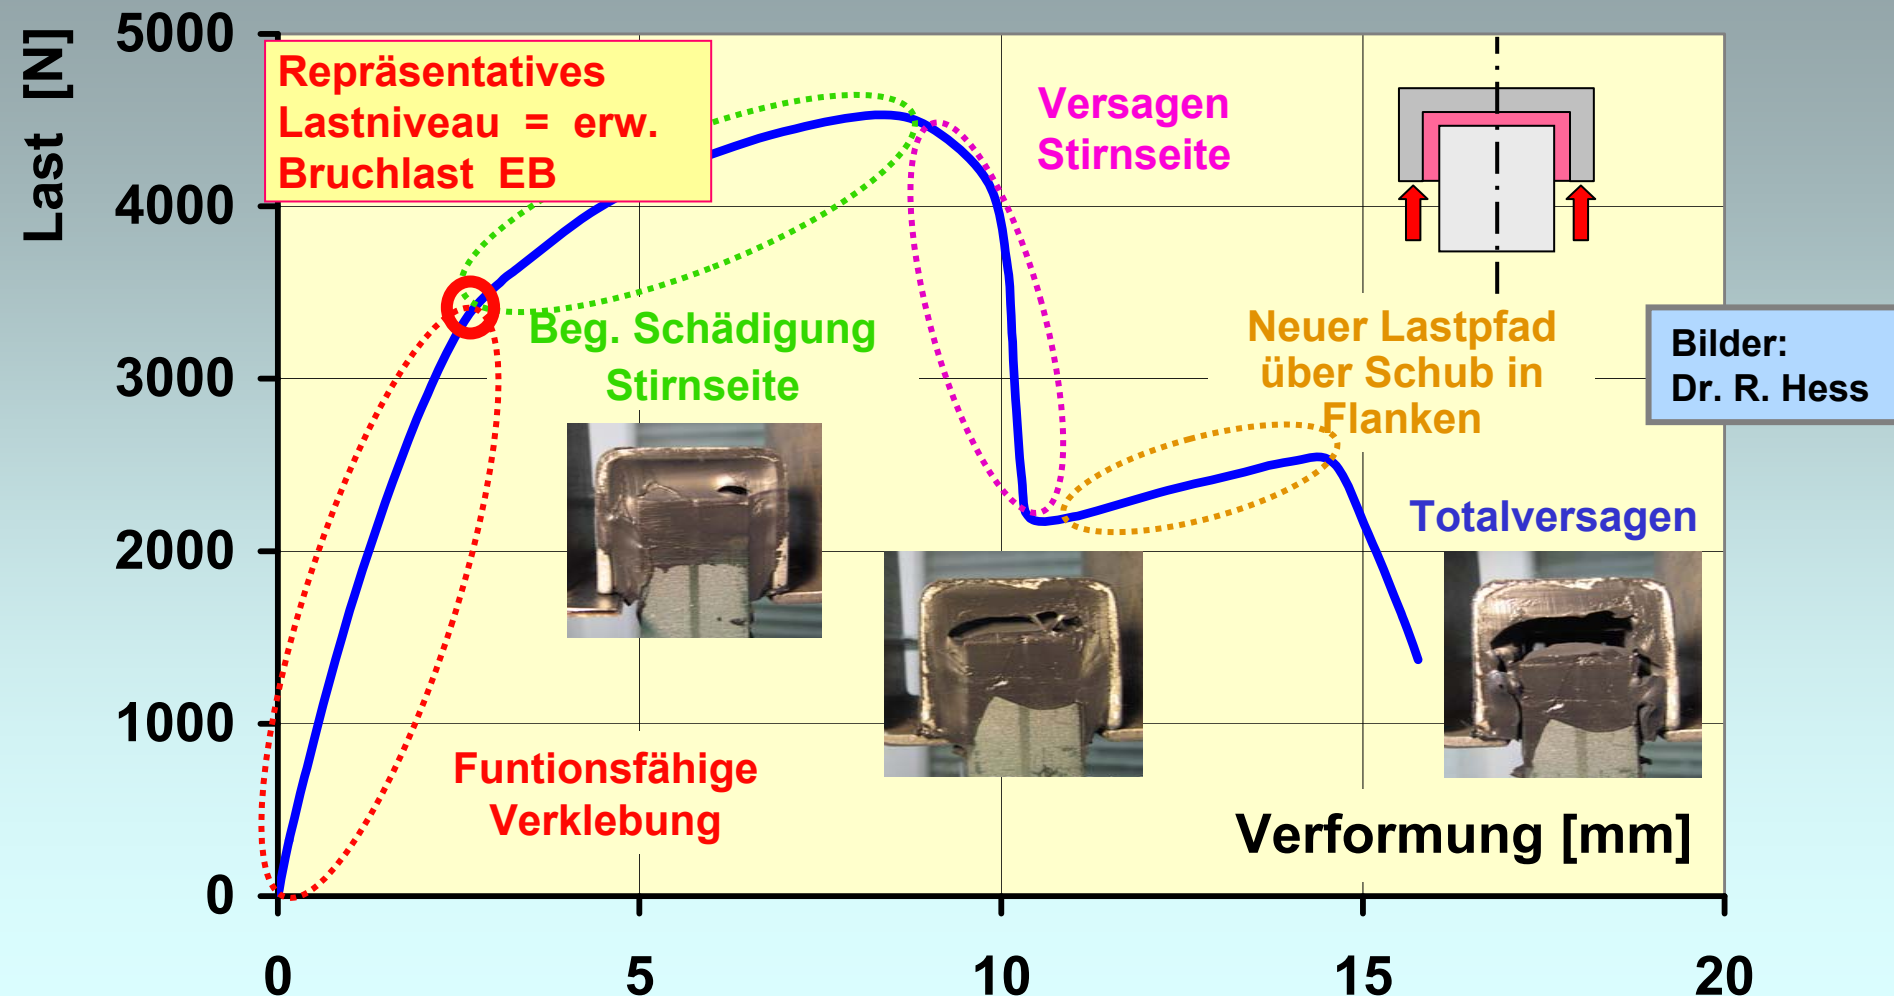 Last [N]
5000
4000
3000
2000
1000
0
Repräsentatives
Lastniveau = erw.
Bruchlast EB
Versagen
Stirnseite
Beg. Schädigung
Stirnseite
Neuer Lastpfad
über Schub in
Flanken
Bilder:
Dr. R. Hess
Totalversagen
Funtionsfähige
Verklebung
Verformung [mm]
0
5
10
15
20